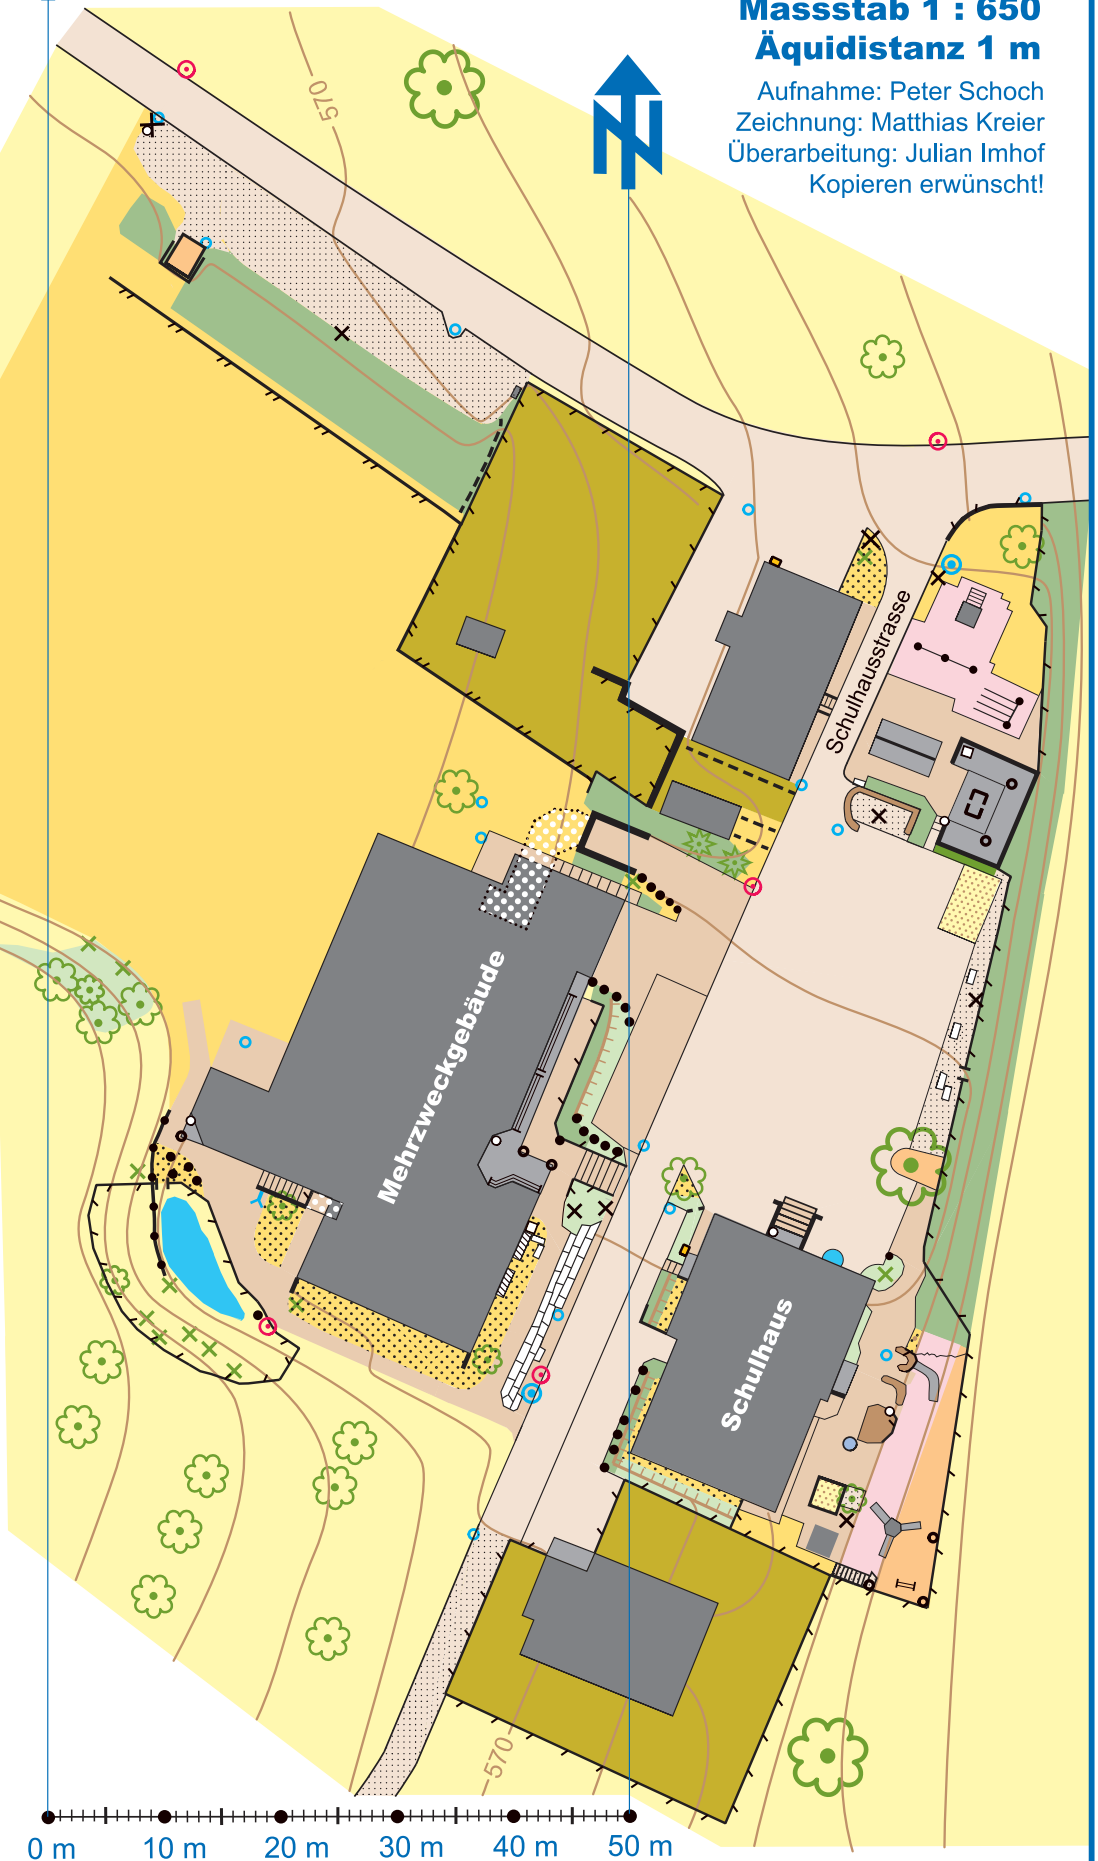 Massstab 1 : 650
Äquidistanz 1 m
Aufnahme: Peter Schoch
Zeichnung: Matthias Kreier
Überarbeitung: Julian Imhof
Kopieren erwünscht!
N
570
Schulhausstrasse
Mehrzweckgebäude
Schulhaus
570
0 m 10 m 20 m 30 m 40 m 50 m